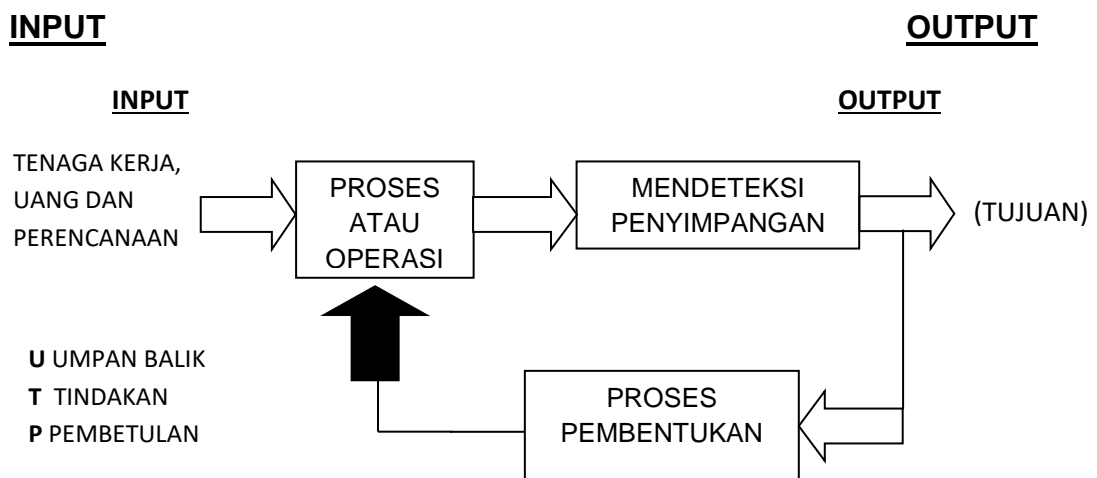 INPUT
OUTPUT
INPUT
OUTPUT
TENAGA KERJA,
UANG DAN
PERENCANAAN
PROSES
ATAU
OPERASI
MENDETEKSI
PENYIMPANGAN
(TUJUAN)
U UMPAN BALIK
T TINDAKAN
P PEMBETULAN
PROSES
PEMBENTUKAN